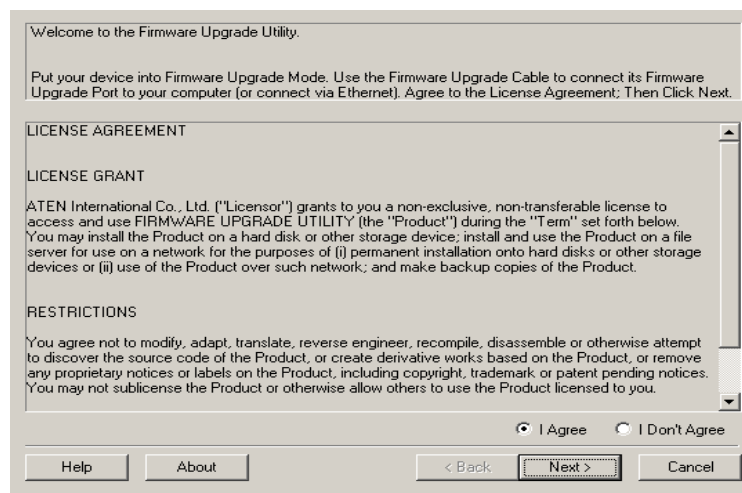 Welcome to the Firmware Upgrade Utility.
Put your device into Firmware Upgrade Mode. Use the Firmware Upgrade Cable to connect its Firmware
Upgrade Port to your computer (or connect via Ethernet). Agree to the License Agreement; Then Click Next.
LICENSE AGREEMENT
LICENSE GRANT
ATEN International Co., Ltd. ("Licensor") grants to you a non-exclusive, non-transferable license to
access and use FIRMWARE UPGRADE UTILITY (the "Product") during the "Term" set forth below.
You may install the Product on a hard disk or other storage device; install and use the Product on a file
server for use on a network for the purposes of (i) permanent installation onto hard disks or other storage
devices or (ii) use of the Product over such network; and make backup copies of the Product.
RESTRICTIONS
You agree not to modify, adapt, translate, reverse engineer, recompile, disassemble or otherwise attempt
to discover the source code of the Product, or create derivative works based on the Product, or remove
any proprietary notices or labels on the Product, including copyright, trademark or patent pending notices.
You may not sublicense the Product or otherwise allow others to use the Product licensed to you.
I Agree I Don't Agree
Help About < Back Next > Cancel